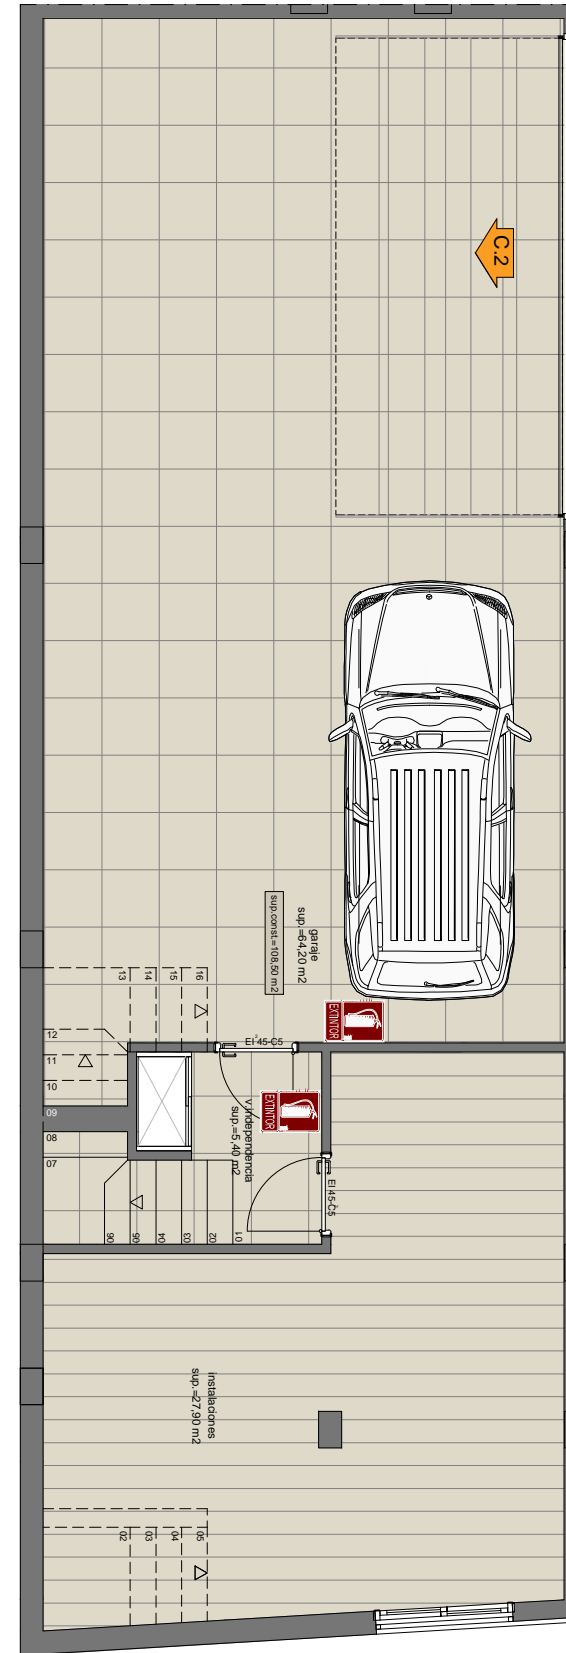 C.2
garaje
sup.=64,20 m2
sup.const.=108,50 m2
16
15
14
13
EXTINTOR
EI²45-C5
12
11
10
09
08
07
EXTINTOR
v.independencia
sup.=5,40 m2
EI²45-C5
06
05
04
03
02
01
instalaciones
sup.=27,90 m2
05
04
03
02